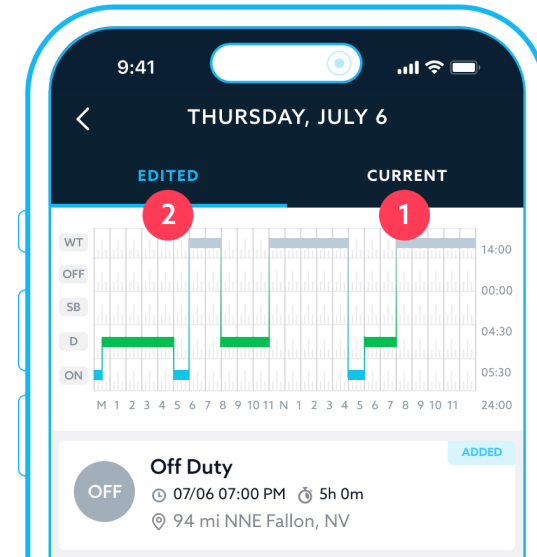 9:41
THURSDAY, JULY 6
EDITED CURRENT
2 1
WT 14:00
OFF 00:00
SB
D 04:30
ON 05:30
M 1 2 3 4 5 6 7 8 9 10 11 N 1 2 3 4 5 6 7 8 9 10 11 24:00
ADDED
Off Duty
OFF 07/06 07:00 PM 5h 0m
94 mi NNE Fallon, NV